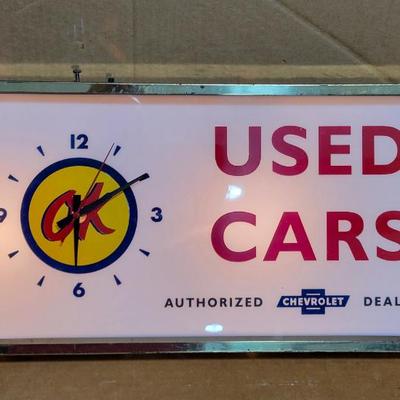 12
9
3
6
OK
USED
CARS
AUTHORIZED CHEVROLET DEAL